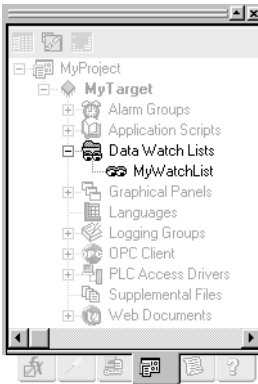 MyProject
MyTarget
Alarm Groups
Application Scripts
Data Watch Lists
MyWatchList
Graphical Panels
Languages
Logging Groups
OPC Client
PLC Access Drivers
Supplemental Files
Web Documents